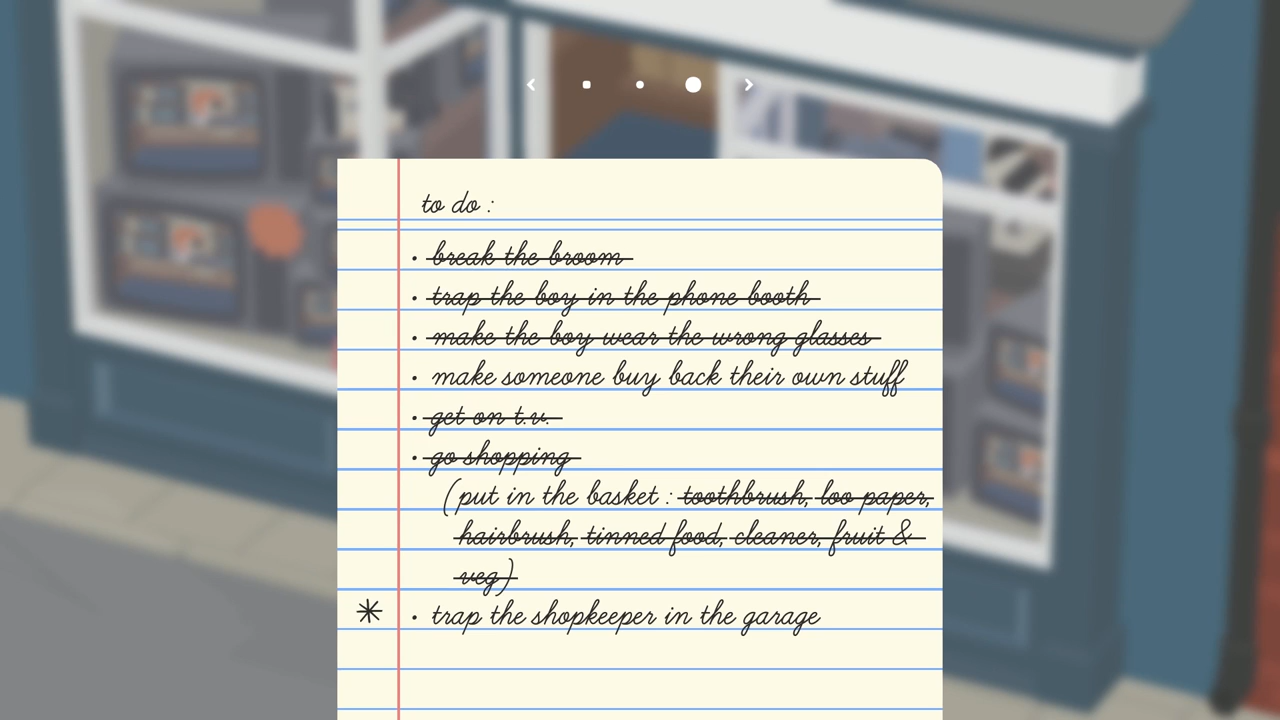 to do :
• break the broom
• trap the boy in the phone booth
• make the boy wear the wrong glasses
• make someone buy back their own stuff
• get on t.v.
• go shopping
(put in the basket : toothbrush, loo paper,
hairbrush, tinned food, cleaner, fruit &
veg)
• trap the shopkeeper in the garage